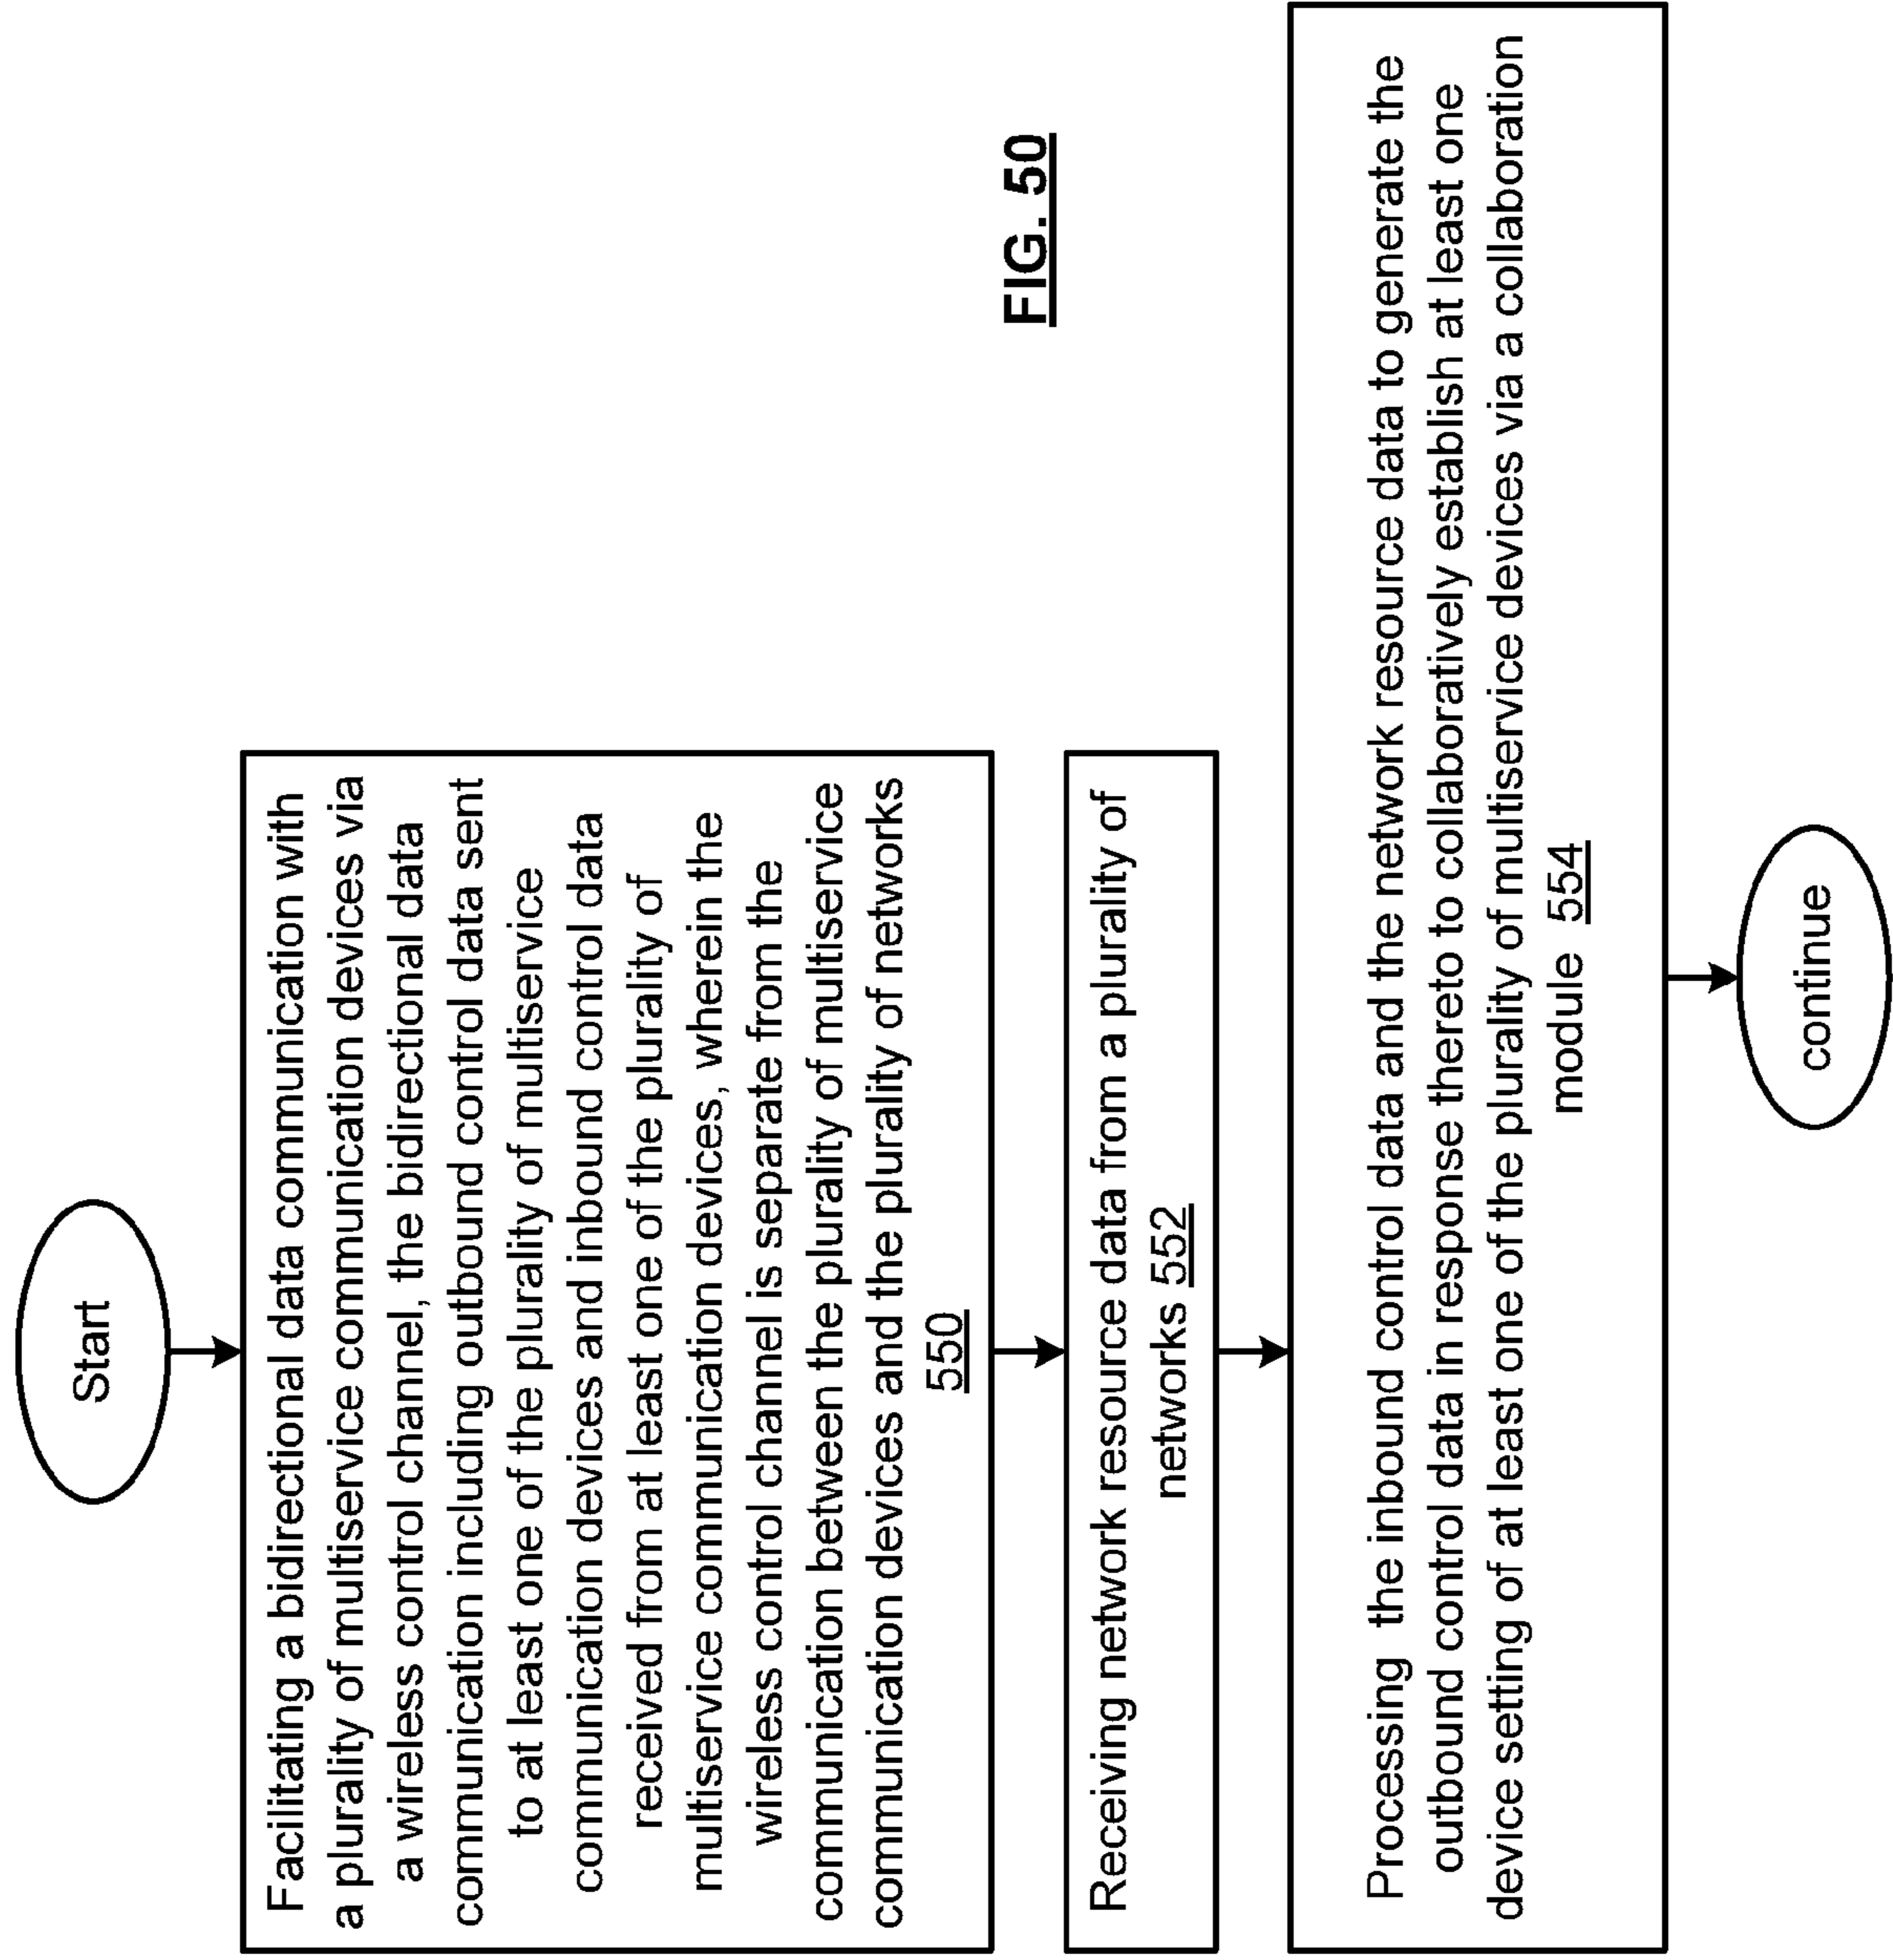 Start
Facilitating a bidirectional data communication with
a plurality of multiservice communication devices via
a wireless control channel, the bidirectional data
communication including outbound control data sent
to at least one of the plurality of multiservice
communication devices and inbound control data
received from at least one of the plurality of
multiservice communication devices, wherein the
wireless control channel is separate from the
communication between the plurality of multiservice
communication devices and the plurality of networks
550
Receiving network resource data from a plurality of
networks 552
Processing the inbound control data and the network resource data to generate the
outbound control data in response thereto to collaboratively establish at least one
device setting of at least one of the plurality of multiservice devices via a collaboration
module 554
continue
FIG. 50